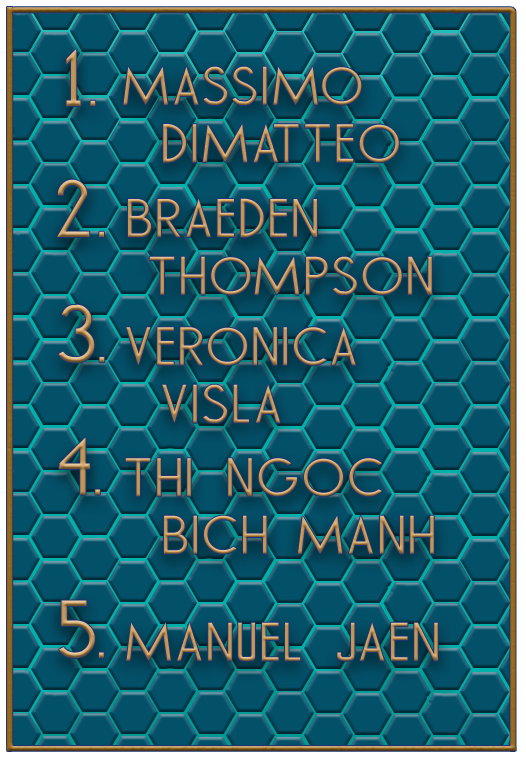 1. MASSIMO
DIMATTEO
2. BRAEDEN
THOMPSON
3. VERONICA
VISLA
4. THI NGOC
BICH MANH
5. MANUEL JAEN